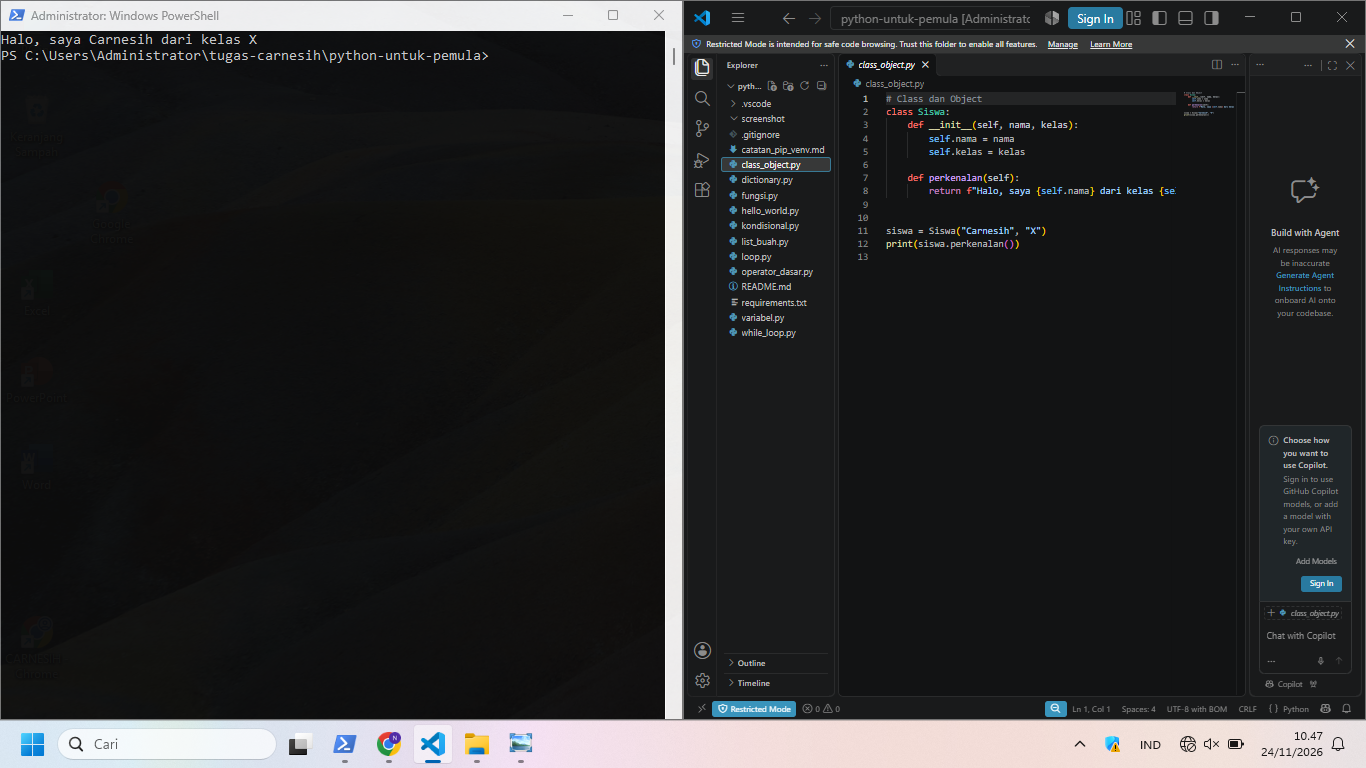 Administrator: Windows PowerShell
Halo, saya Carnesih dari kelas X
PS C:\Users\Administrator\tugas-carnesih\python-untuk-pemula>
python-untuk-pemula [Administrato
Sign In
Restricted Mode is intended for safe code browsing. Trust this folder to enable all features. Manage Learn More
Explorer
pyth...
.vscode
screenshot
.gitignore
catatan_pip_venv.md
class_object.py
dictionary.py
fungsi.py
hello_world.py
kondisional.py
list_buah.py
loop.py
operator_dasar.py
README.md
requirements.txt
variabel.py
while_loop.py
Outline
Timeline
class_object.py
class_object.py
1 # Class dan Object
2 class Siswa:
3 def __init__(self, nama, kelas):
4 self.nama = nama
5 self.kelas = kelas
6
7 def perkenalan(self):
8 return f"Halo, saya {self.nama} dari kelas {se
9
10
11 siswa = Siswa("Carnesih", "X")
12 print(siswa.perkenalan())
13
Build with Agent
AI responses may
be inaccurate
Generate Agent
Instructions to
onboard AI onto
your codebase.
Choose how
you want to
use Copilot.
Sign in to use
GitHub Copilot
models, or add
a model with
your own API
key.
Add Models
Sign In
class_object.py
Chat with Copilot
Copilot
Restricted Mode 0 0 Ln 1, Col 1 Spaces: 4 UTF-8 with BOM CRLF {} Python
Excel
PowerPoint
Word
Cari
IND
10.47
24/11/2026